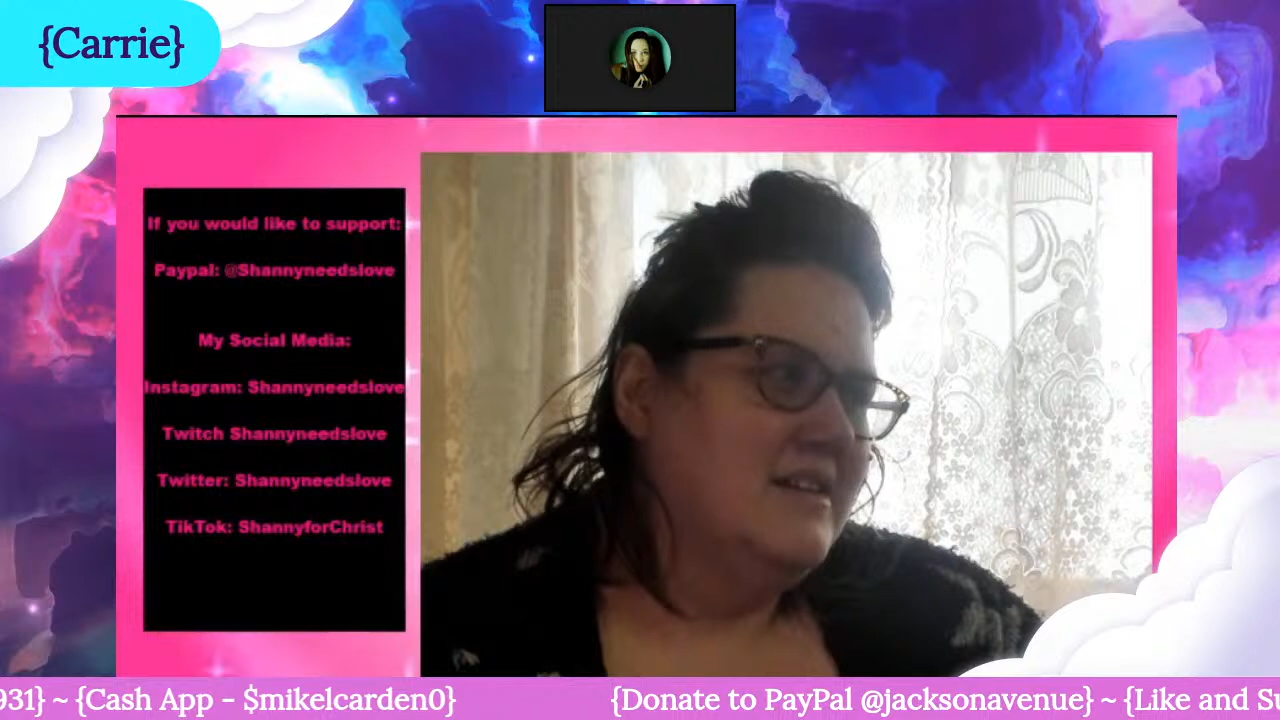 {Carrie}
If you would like to support:
Paypal: @Shannyneedslove
My Social Media:
Instagram: Shannyneedslove
Twitch Shannyneedslove
Twitter: Shannyneedslove
TikTok: ShannyforChrist
931} ~ {Cash App - $mikelcarden0} {Donate to PayPal @jacksonavenue} ~ {Like and Su